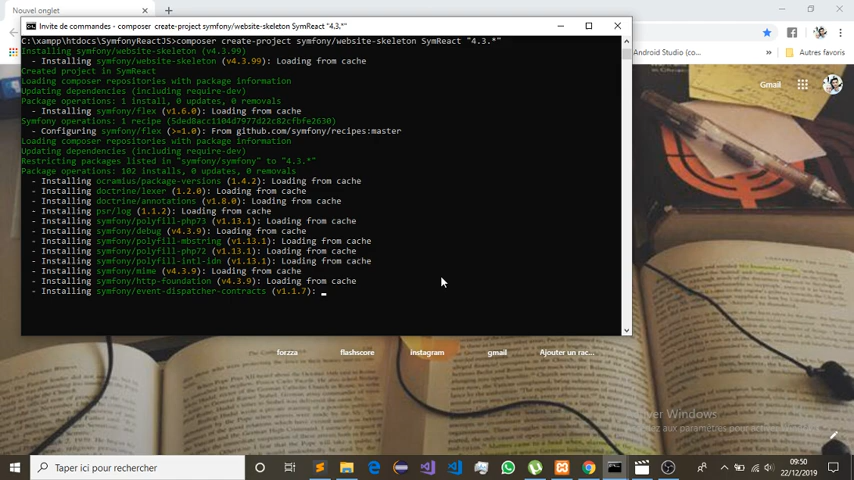 Nouvel onglet
Invite de commandes - composer create-project symfony/website-skeleton SymReact "4.3.*"
C:\xampp\htdocs\SymfonyReactJS>composer create-project symfony/website-skeleton SymReact "4.3.*"
Installing symfony/website-skeleton (v4.3.99)
- Installing symfony/website-skeleton (v4.3.99): Loading from cache
Created project in SymReact
Loading composer repositories with package information
Updating dependencies (including require-dev)
Package operations: 1 install, 0 updates, 0 removals
- Installing symfony/flex (v1.6.0): Loading from cache
Symfony operations: 1 recipe (5ded8acc1104d7977d22c82cfbfe2630)
- Configuring symfony/flex (>=1.0): From github.com/symfony/recipes:master
Loading composer repositories with package information
Updating dependencies (including require-dev)
Restricting packages listed in "symfony/symfony" to "4.3.*"
Package operations: 102 installs, 0 updates, 0 removals
- Installing ocramius/package-versions (1.4.2): Loading from cache
- Installing doctrine/lexer (1.2.0): Loading from cache
- Installing doctrine/annotations (v1.8.0): Loading from cache
- Installing psr/log (1.1.2): Loading from cache
- Installing symfony/polyfill-php73 (v1.13.1): Loading from cache
- Installing symfony/debug (v4.3.9): Loading from cache
- Installing symfony/polyfill-mbstring (v1.13.1): Loading from cache
- Installing symfony/polyfill-php72 (v1.13.1): Loading from cache
- Installing symfony/polyfill-intl-idn (v1.13.1): Loading from cache
- Installing symfony/mime (v4.3.9): Loading from cache
- Installing symfony/http-foundation (v4.3.9): Loading from cache
- Installing symfony/event-dispatcher-contracts (v1.1.7):
Android Studio (co...
»
Autres favoris
Gmail
forzza
flashscore
instagram
gmail
Ajouter un rac...
Windows
aux paramètres pour
Taper ici pour rechercher
09:50
22/12/2019